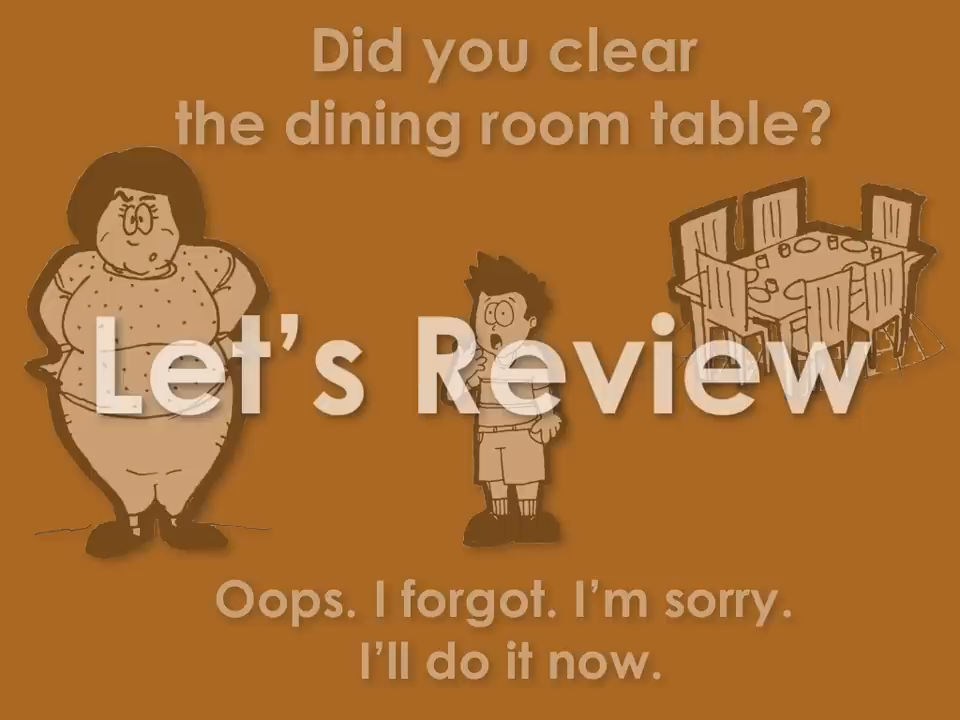 Did you clear
the dining room table?
Let's Review
Oops. I forgot. I'm sorry.
I'll do it now.